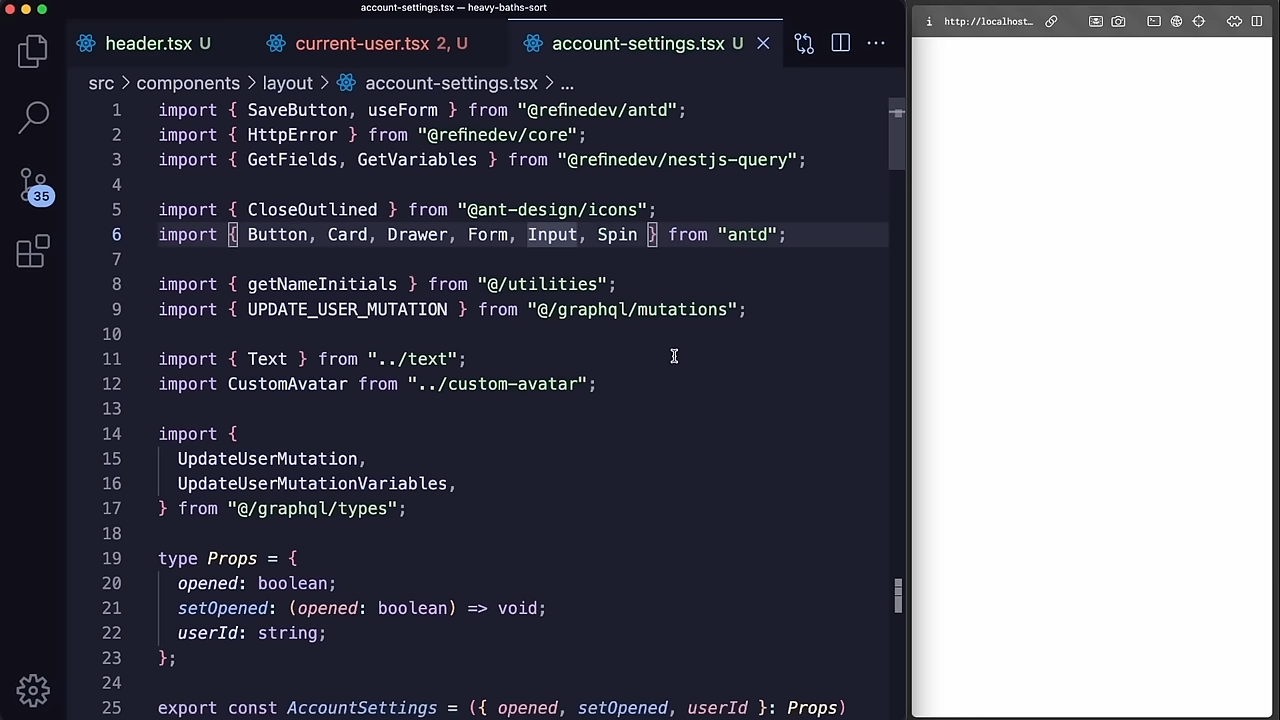 account-settings.tsx — heavy-baths-sort
header.tsx U
current-user.tsx 2, U
account-settings.tsx U
src > components > layout > account-settings.tsx > ...
http://localhost...
35
1 import { SaveButton, useForm } from "@refinedev/antd";
2 import { HttpError } from "@refinedev/core";
3 import { GetFields, GetVariables } from "@refinedev/nestjs-query";
4
5 import { CloseOutlined } from "@ant-design/icons";
6 import { Button, Card, Drawer, Form, Input, Spin } from "antd";
7
8 import { getNameInitials } from "@/utilities";
9 import { UPDATE_USER_MUTATION } from "@/graphql/mutations";
10
11 import { Text } from "../text";
12 import CustomAvatar from "../custom-avatar";
13
14 import {
15 UpdateUserMutation,
16 UpdateUserMutationVariables,
17 } from "@/graphql/types";
18
19 type Props = {
20 opened: boolean;
21 setOpened: (opened: boolean) => void;
22 userId: string;
23 };
24
25 export const AccountSettings = ({ opened, setOpened, userId }: Props)